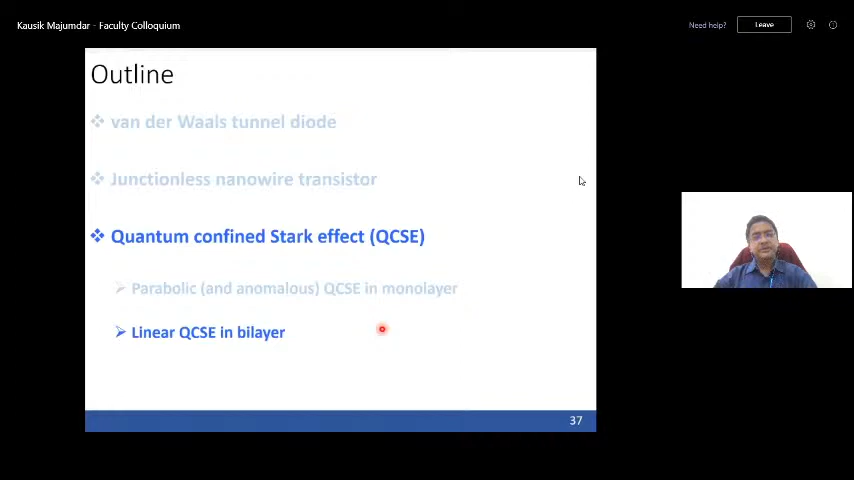 Kausik Majumdar - Faculty Colloquium
Need help?
Leave
Outline
van der Waals tunnel diode
Junctionless nanowire transistor
Quantum confined Stark effect (QCSE)
Parabolic (and anomalous) QCSE in monolayer
Linear QCSE in bilayer
37